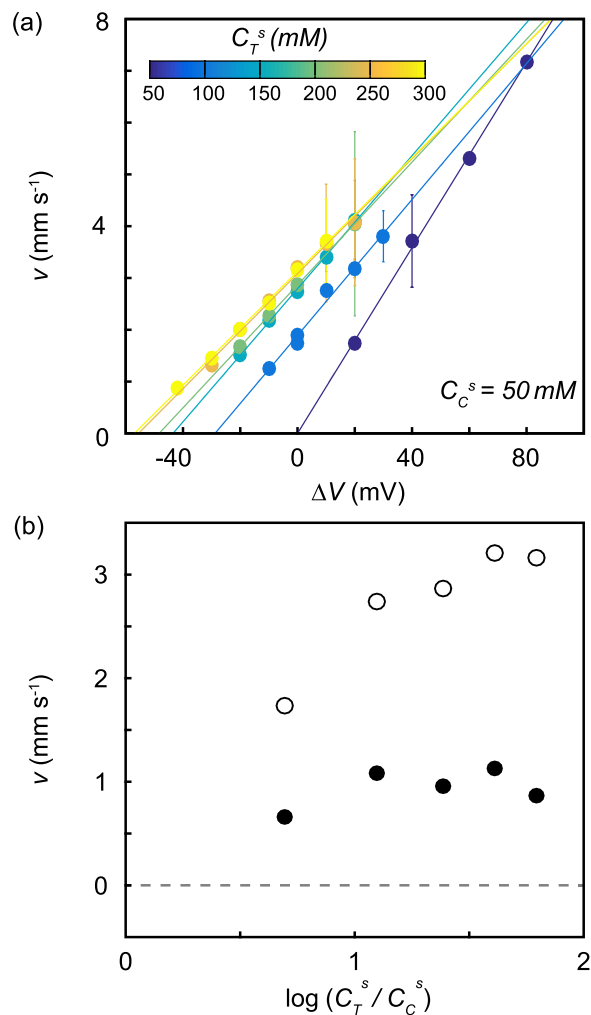 (a)
C_T^s (mM)
50 100 150 200 250 300
8
4
0
v (mm s⁻¹)
C_C^s = 50 mM
-40 0 40 80
ΔV (mV)
(b)
3
2
1
0
v (mm s⁻¹)
0 1 2
log (C_T^s / C_C^s)